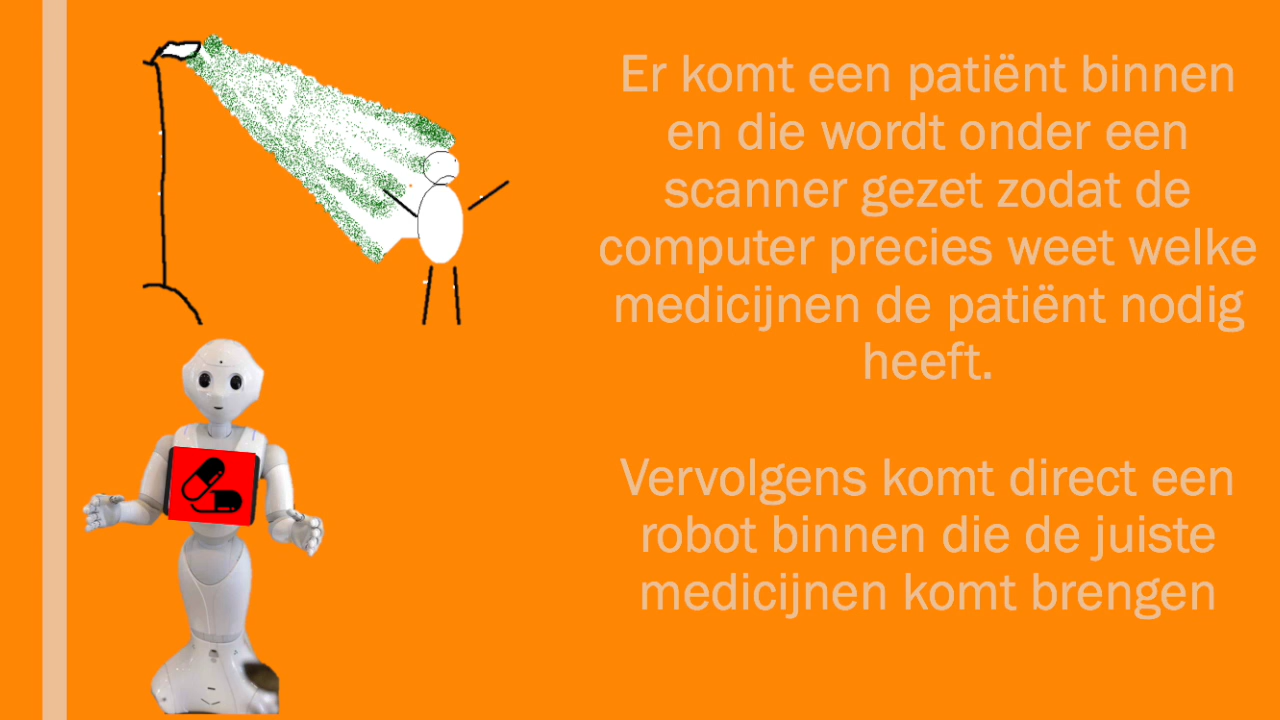 Er komt een patiënt binnen
en die wordt onder een
scanner gezet zodat de
computer precies weet welke
medicijnen de patiënt nodig
heeft.
Vervolgens komt direct een
robot binnen die de juiste
medicijnen komt brengen